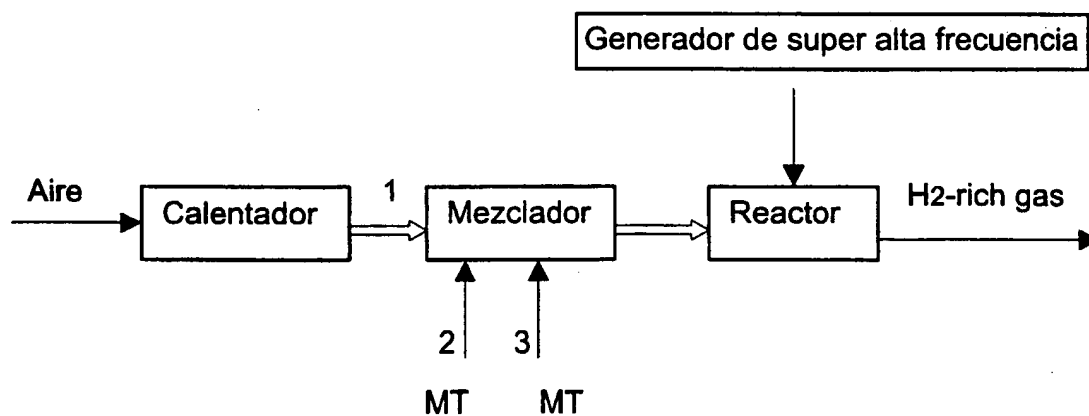 Generador de super alta frecuencia
Aire
Calentador
1
Mezclador
Reactor
H2-rich gas
2
3
MT
MT